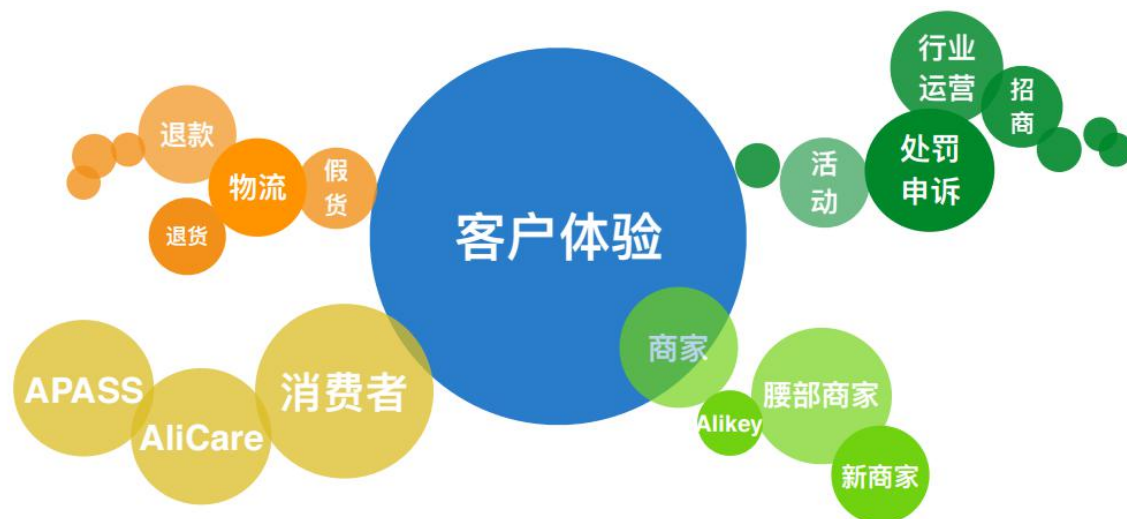 退款
物流
假
货
退货
客户体验
行业
运营
招
商
活
动
处罚
申诉
APASS
AliCare
消费者
商家
Alikey
腰部商家
新商家